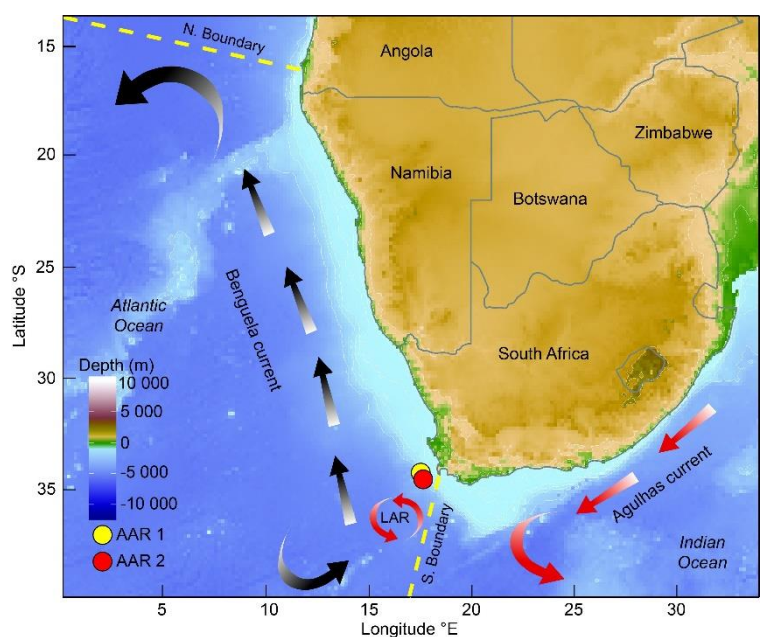 15
20
25
30
35
Latitude °S
N. Boundary
Angola
Zimbabwe
Namibia
Botswana
Benguela current
Atlantic
Ocean
South Africa
Depth (m)
10 000
5 000
0
-5 000
-10 000
AAR 1
AAR 2
LAR
S. Boundary
Agulhas current
Indian
Ocean
5
10
15
20
25
30
Longitude °E